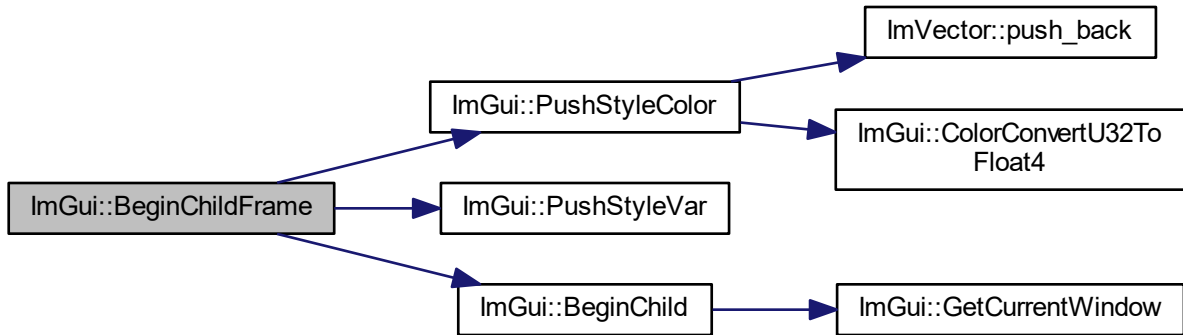 ImVector::push_back
ImGui::PushStyleColor
ImGui::ColorConvertU32To
Float4
ImGui::BeginChildFrame
ImGui::PushStyleVar
ImGui::BeginChild
ImGui::GetCurrentWindow